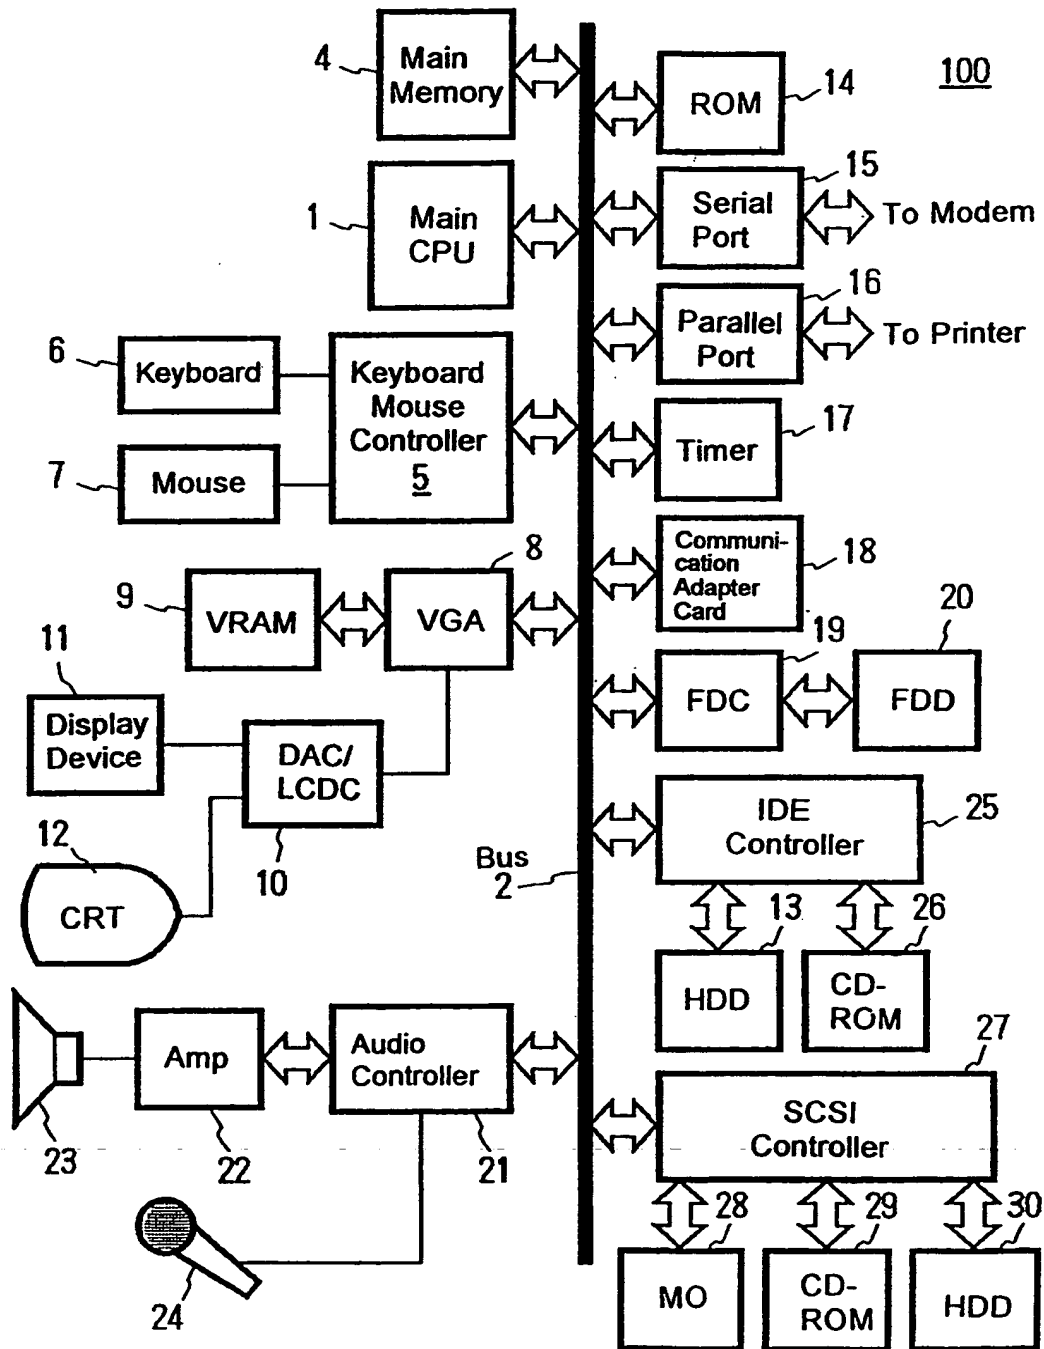 4
Main
Memory
1
Main
CPU
6
Keyboard
7
Mouse
Keyboard
Mouse
Controller
5
8
9
VRAM
VGA
11
Display
Device
DAC/
LCDC
10
12
CRT
Bus
2
Amp
Audio
Controller
23
22
21
24
100
ROM
14
15
Serial
Port
To Modem
16
Parallel
Port
To Printer
17
Timer
Communi-
cation
Adapter
Card
18
19
20
FDC
FDD
IDE
Controller
25
13
26
HDD
CD-
ROM
27
SCSI
Controller
28
29
30
MO
CD-
ROM
HDD